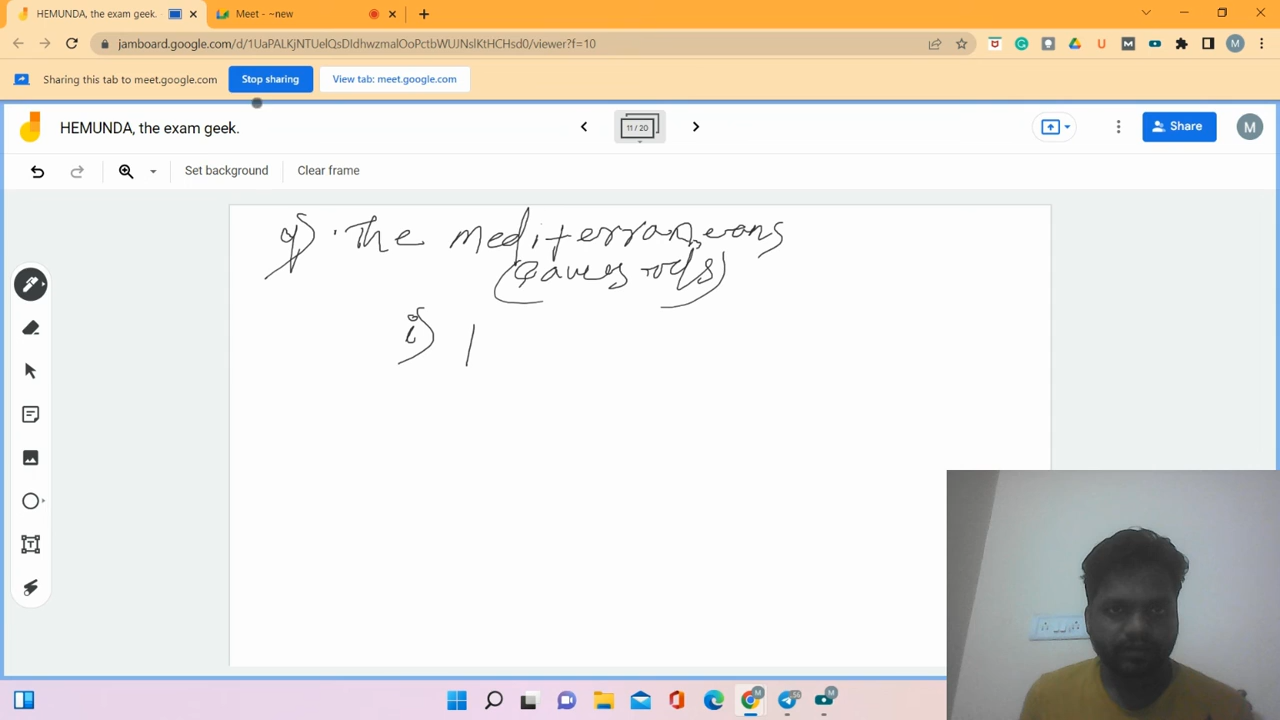 HEMUNDA, the exam geek.
Meet - ~new
jamboard.google.com/d/1UaPALKjNTUelQsDIdhwzmalOoPctbWUJNslKtHCHsd0/viewer?f=10
M
Sharing this tab to meet.google.com
Stop sharing
View tab: meet.google.com
HEMUNDA, the exam geek.
11 / 20
Share
M
Set background
Clear frame
The mediterraneans
i)